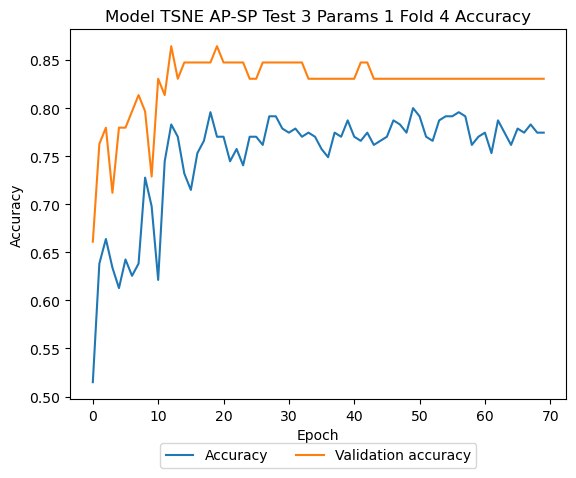 Model TSNE AP-SP Test 3 Params 1 Fold 4 Accuracy
Accuracy
0.85
0.80
0.75
0.70
0.65
0.60
0.55
0.50
0 10 20 30 40 50 60 70
Epoch
Accuracy Validation accuracy